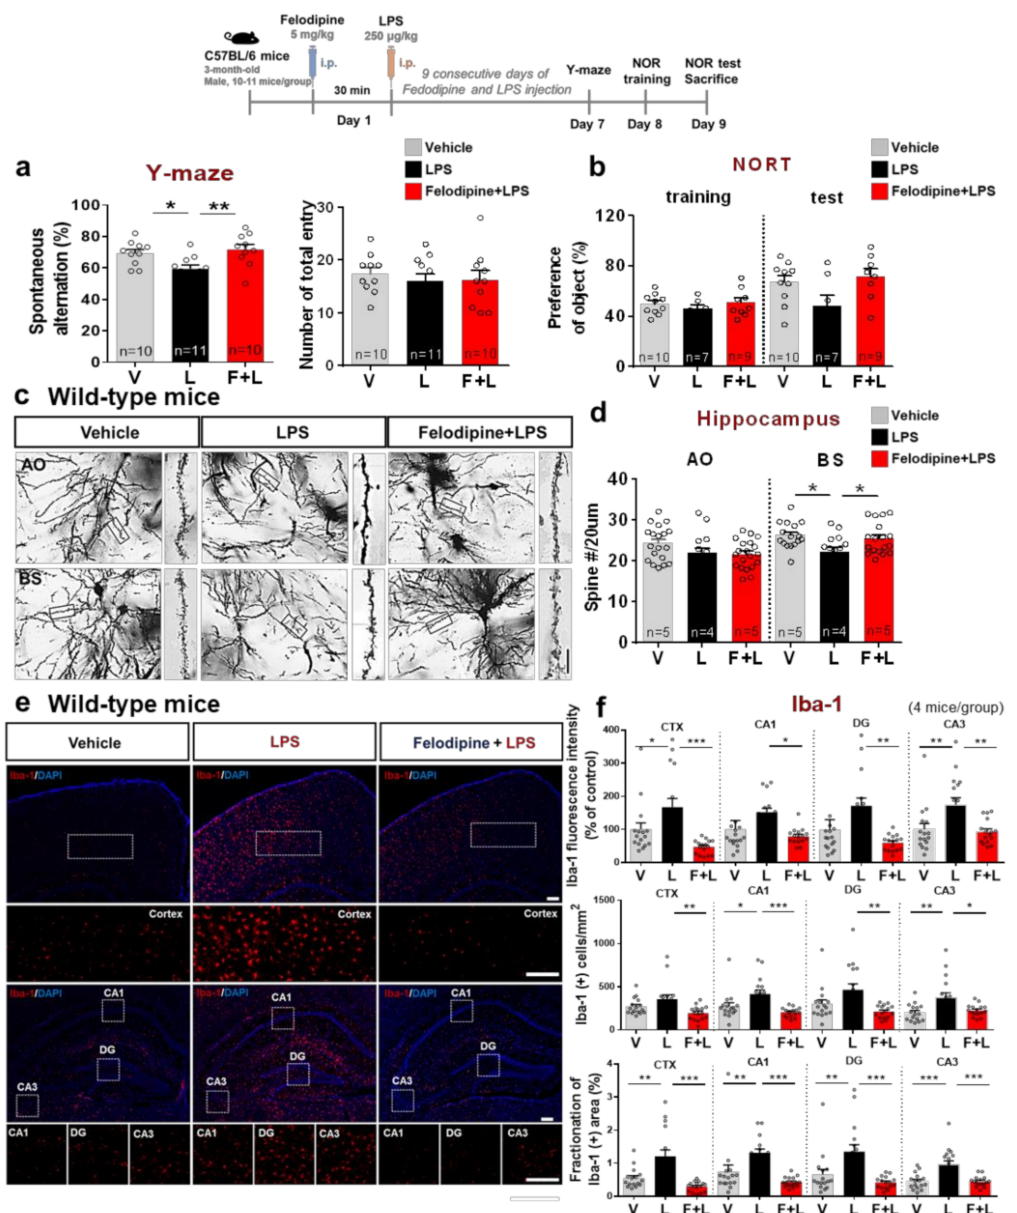 Felodipine
5 mg/kg
LPS
250 µg/kg
C57BL/6 mice
3-month-old
Male, 10-11 mice/group
i.p.
i.p.
30 min
9 consecutive days of
Fedodipine and LPS injection
Y-maze
NOR
training
NOR test
Sacrifice
Day 1
Day 7
Day 8
Day 9
a
Y-maze
Vehicle
LPS
Felodipine+LPS
Spontaneous
alternation (%)
100
80
60
40
20
0
*
**
n=10
n=11
n=10
V
L
F+L
Number of total entry
30
20
10
0
n=10
n=11
n=10
V
L
F+L
b
NORT
training
test
Preference
of object (%)
120
80
40
0
n=10
n=7
n=9
n=10
n=7
n=9
V
L
F+L
V
L
F+L
c Wild-type mice
Vehicle
LPS
Felodipine+LPS
AO
BS
d
Hippocampus
Vehicle
LPS
Felodipine+LPS
AO
BS
Spine #/20um
40
30
20
10
0
*
*
n=5
n=4
n=5
n=5
n=4
n=5
V
L
F+L
V
L
F+L
e Wild-type mice
Vehicle
LPS
Felodipine + LPS
Iba-1/DAPI
Iba-1/DAPI
Iba-1/DAPI
Cortex
Cortex
Cortex
Iba-1/DAPI
Iba-1/DAPI
Iba-1/DAPI
CA1
DG
CA3
CA1
DG
CA3
CA1
DG
CA3
CA1
DG
CA3
CA1
DG
CA3
CA1
DG
CA3
f
Iba-1
(4 mice/group)
Iba-1 fluorescence intensity
(% of control)
400
300
200
100
0
CTX
CA1
DG
CA3
*
***
*
**
**
**
V
L
F+L
V
L
F+L
V
L
F+L
V
L
F+L
Iba-1 (+) cells/mm2
1500
1000
500
0
CTX
CA1
DG
CA3
**
*
***
**
**
*
V
L
F+L
V
L
F+L
V
L
F+L
V
L
F+L
Fractionation of
Iba-1 (+) area (%)
4
3
2
1
0
CTX
CA1
DG
CA3
**
***
**
***
**
***
***
***
V
L
F+L
V
L
F+L
V
L
F+L
V
L
F+L